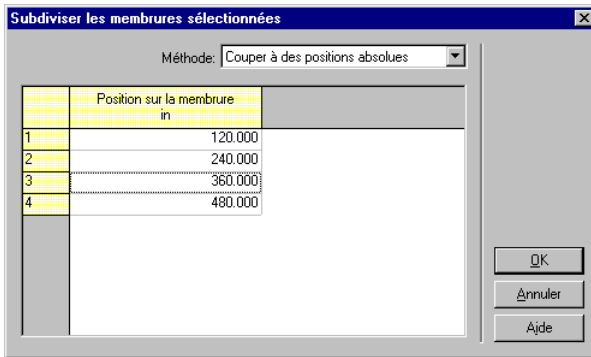 Subdiviser les membrures sélectionnées
Méthode: Couper à des positions absolues
Position sur la membrure
in
1 120.000
2 240.000
3 360.000
4 480.000
OK
Annuler
Aide